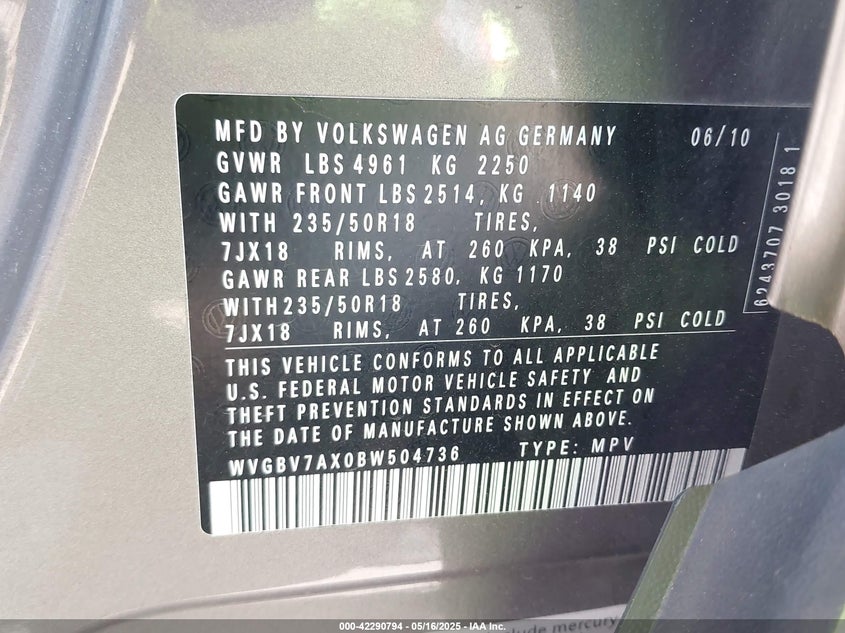 MFD BY VOLKSWAGEN AG GERMANY 06/10
GVWR LBS 4961 KG 2250
GAWR FRONT LBS 2514, KG 1140
WITH 235/50R18 TIRES,
7JX18 RIMS, AT 260 KPA, 38 PSI COLD
GAWR REAR LBS 2580, KG 1170
WITH 235/50R18 TIRES,
7JX18 RIMS, AT 260 KPA, 38 PSI COLD
THIS VEHICLE CONFORMS TO ALL APPLICABLE
U.S. FEDERAL MOTOR VEHICLE SAFETY AND
THEFT PREVENTION STANDARDS IN EFFECT ON
THE DATE OF MANUFACTURE SHOWN ABOVE.
WVGBV7AX0BW504736 TYPE: MPV
6243707 3018 1
mercury
000-42290794 - 05/16/2025 - IAA Inc.